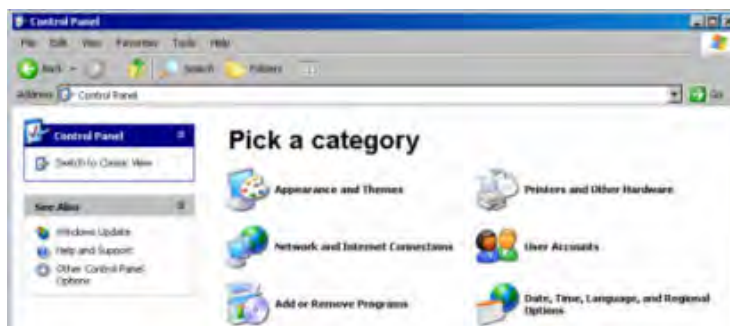 Control Panel
File Edit View Favorites Tools Help
Back Search Folders
Address Control Panel Go
Control Panel
Switch to Classic View
See Also
Windows Update
Help and Support
Other Control Panel
Options
Pick a category
Appearance and Themes
Printers and Other Hardware
Network and Internet Connections
User Accounts
Add or Remove Programs
Date, Time, Language, and Regional
Options